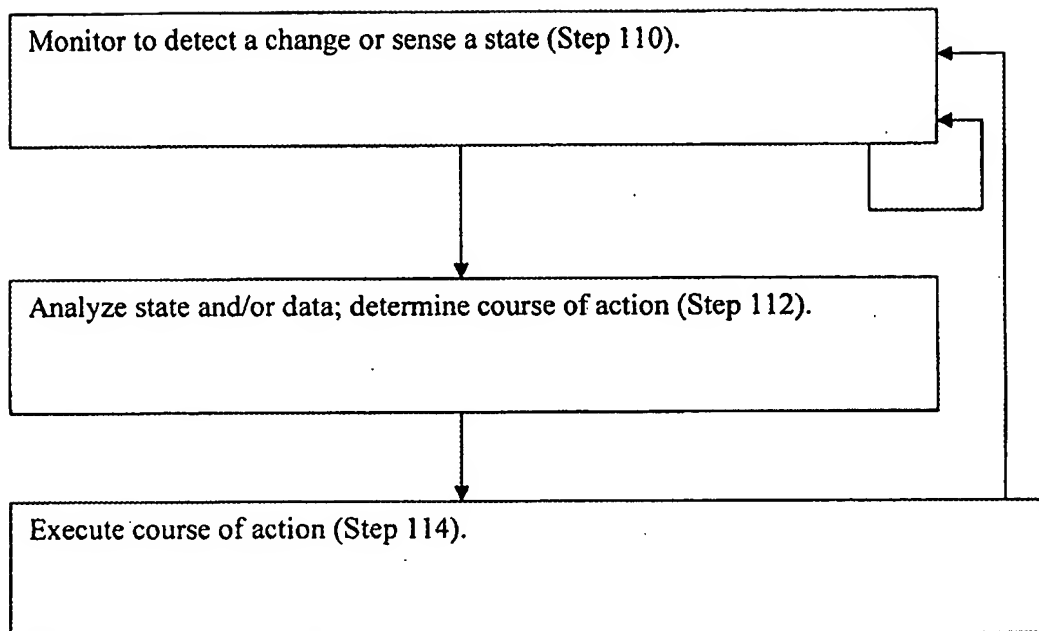 Monitor to detect a change or sense a state (Step 110).
Analyze state and/or data; determine course of action (Step 112).
Execute course of action (Step 114).